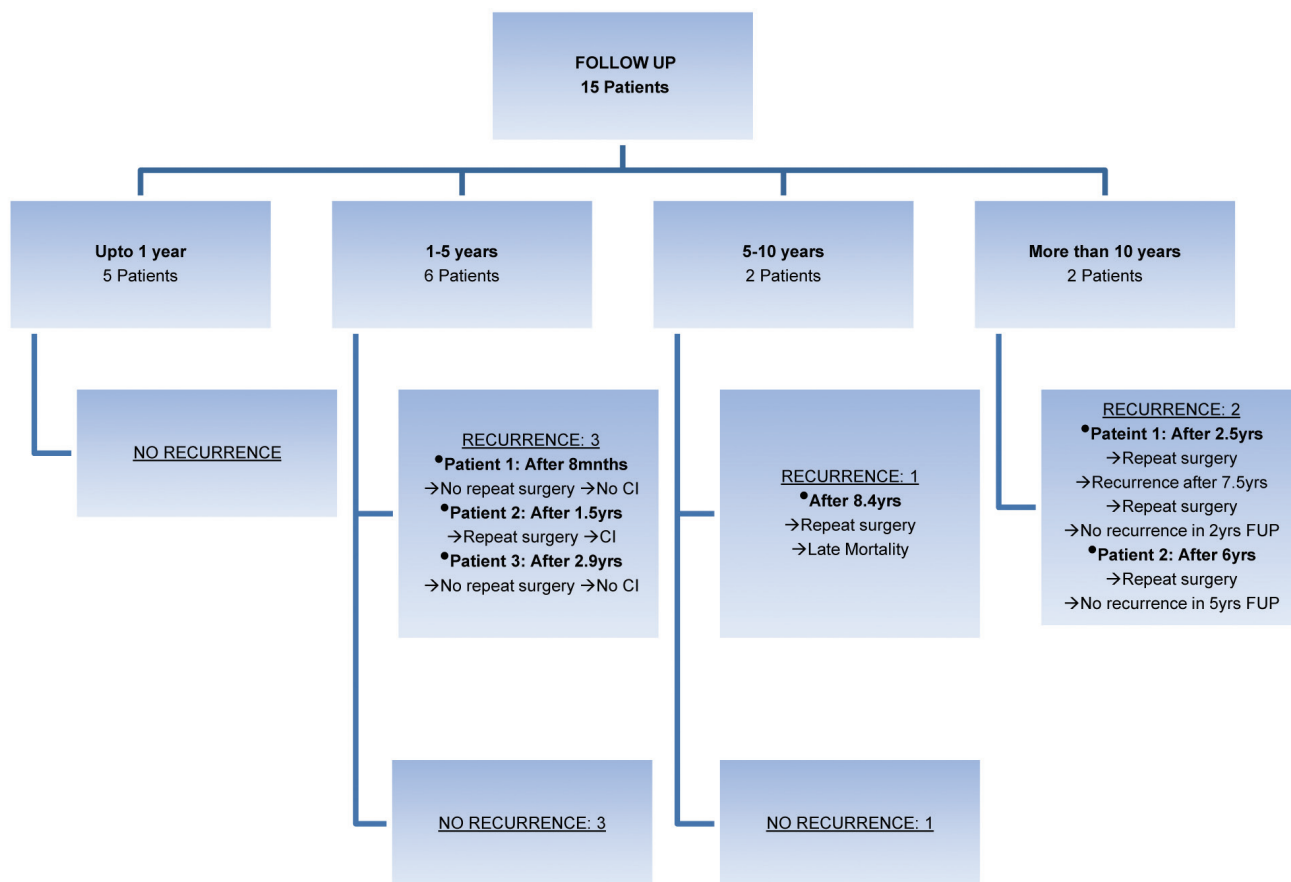 FOLLOW UP
15 Patients
Upto 1 year
5 Patients
1-5 years
6 Patients
5-10 years
2 Patients
More than 10 years
2 Patients
NO RECURRENCE
RECURRENCE: 3
•Patient 1: After 8mnths
→No repeat surgery →No CI
•Patient 2: After 1.5yrs
→Repeat surgery →CI
•Patient 3: After 2.9yrs
→No repeat surgery →No CI
RECURRENCE: 1
•After 8.4yrs
→Repeat surgery
→Late Mortality
RECURRENCE: 2
•Pateint 1: After 2.5yrs
→Repeat surgery
→Recurrence after 7.5yrs
→Repeat surgery
→No recurrence in 2yrs FUP
•Patient 2: After 6yrs
→Repeat surgery
→No recurrence in 5yrs FUP
NO RECURRENCE: 3
NO RECURRENCE: 1